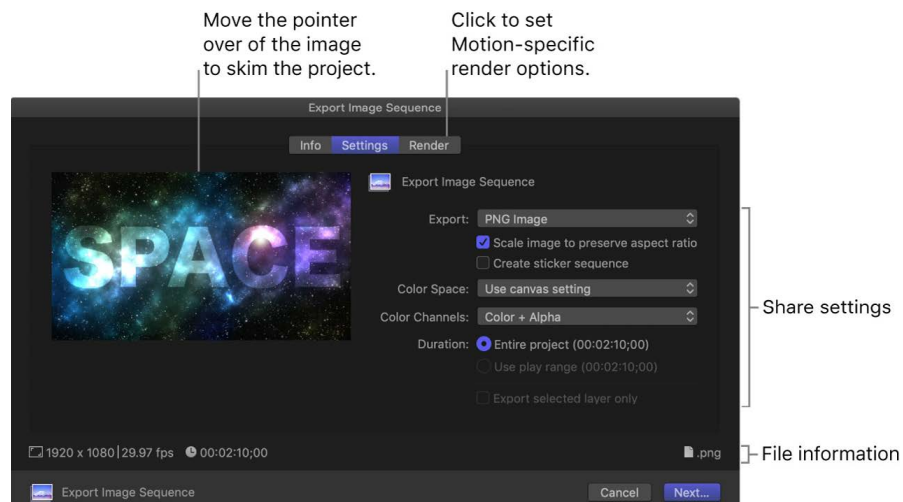 Move the pointer
over of the image
to skim the project.
Click to set
Motion-specific
render options.
Export Image Sequence
Info Settings Render
SPACE
Export Image Sequence
Export: PNG Image
Scale image to preserve aspect ratio
Create sticker sequence
Color Space: Use canvas setting
Color Channels: Color + Alpha
Duration: Entire project (00:02:10;00)
Use play range (00:02:10;00)
Export selected layer only
Share settings
1920 x 1080|29.97 fps 00:02:10;00 .png
File information
Export Image Sequence Cancel Next...